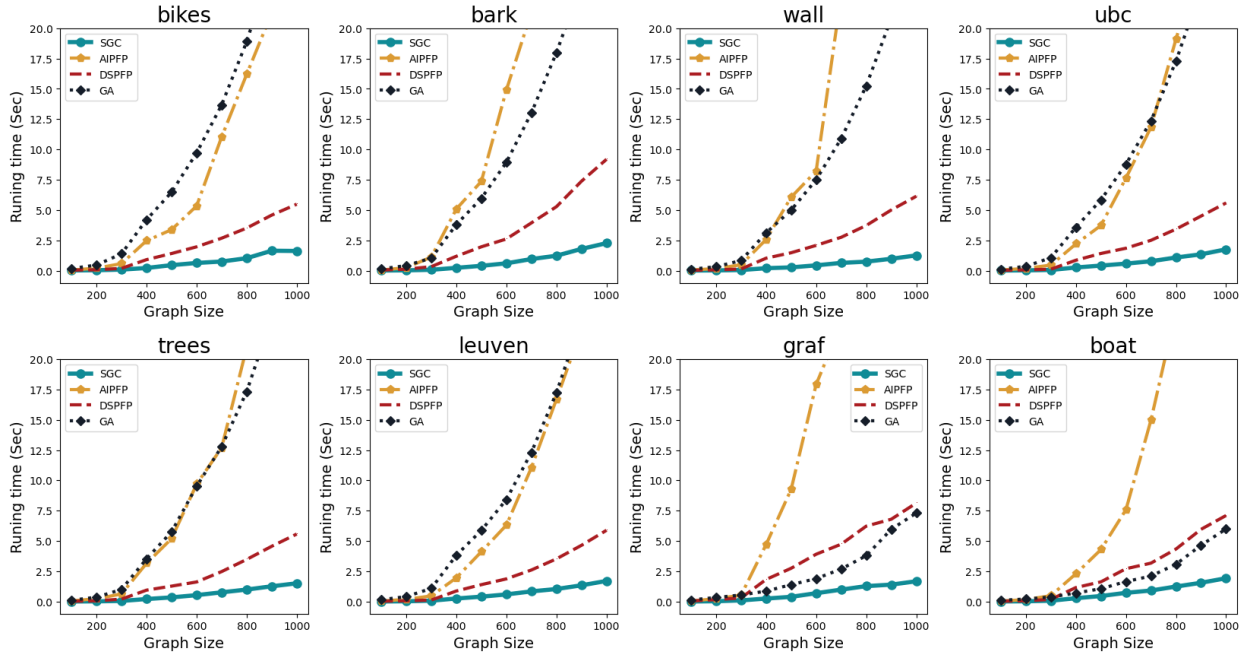 bikes
bark
wall
ubc
SGC
AIPFP
DSPFP
GA
SGC
AIPFP
DSPFP
GA
SGC
AIPFP
DSPFP
GA
SGC
AIPFP
DSPFP
GA
20.0
17.5
15.0
12.5
10.0
7.5
5.0
2.5
0.0
Runing time (Sec)
20.0
17.5
15.0
12.5
10.0
7.5
5.0
2.5
0.0
Runing time (Sec)
20.0
17.5
15.0
12.5
10.0
7.5
5.0
2.5
0.0
Runing time (Sec)
20.0
17.5
15.0
12.5
10.0
7.5
5.0
2.5
0.0
Runing time (Sec)
200 400 600 800 1000
200 400 600 800 1000
200 400 600 800 1000
200 400 600 800 1000
Graph Size
Graph Size
Graph Size
Graph Size
trees
leuven
graf
boat
SGC
AIPFP
DSPFP
GA
SGC
AIPFP
DSPFP
GA
SGC
AIPFP
DSPFP
GA
SGC
AIPFP
DSPFP
GA
20.0
17.5
15.0
12.5
10.0
7.5
5.0
2.5
0.0
Runing time (Sec)
20.0
17.5
15.0
12.5
10.0
7.5
5.0
2.5
0.0
Runing time (Sec)
20.0
17.5
15.0
12.5
10.0
7.5
5.0
2.5
0.0
Runing time (Sec)
20.0
17.5
15.0
12.5
10.0
7.5
5.0
2.5
0.0
Runing time (Sec)
200 400 600 800 1000
200 400 600 800 1000
200 400 600 800 1000
200 400 600 800 1000
Graph Size
Graph Size
Graph Size
Graph Size